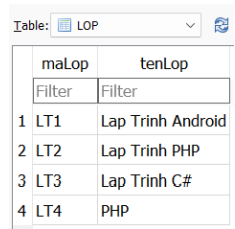 Table: LOP
maLop tenLop
Filter Filter
1 LT1 Lap Trinh Android
2 LT2 Lap Trinh PHP
3 LT3 Lap Trinh C#
4 LT4 PHP